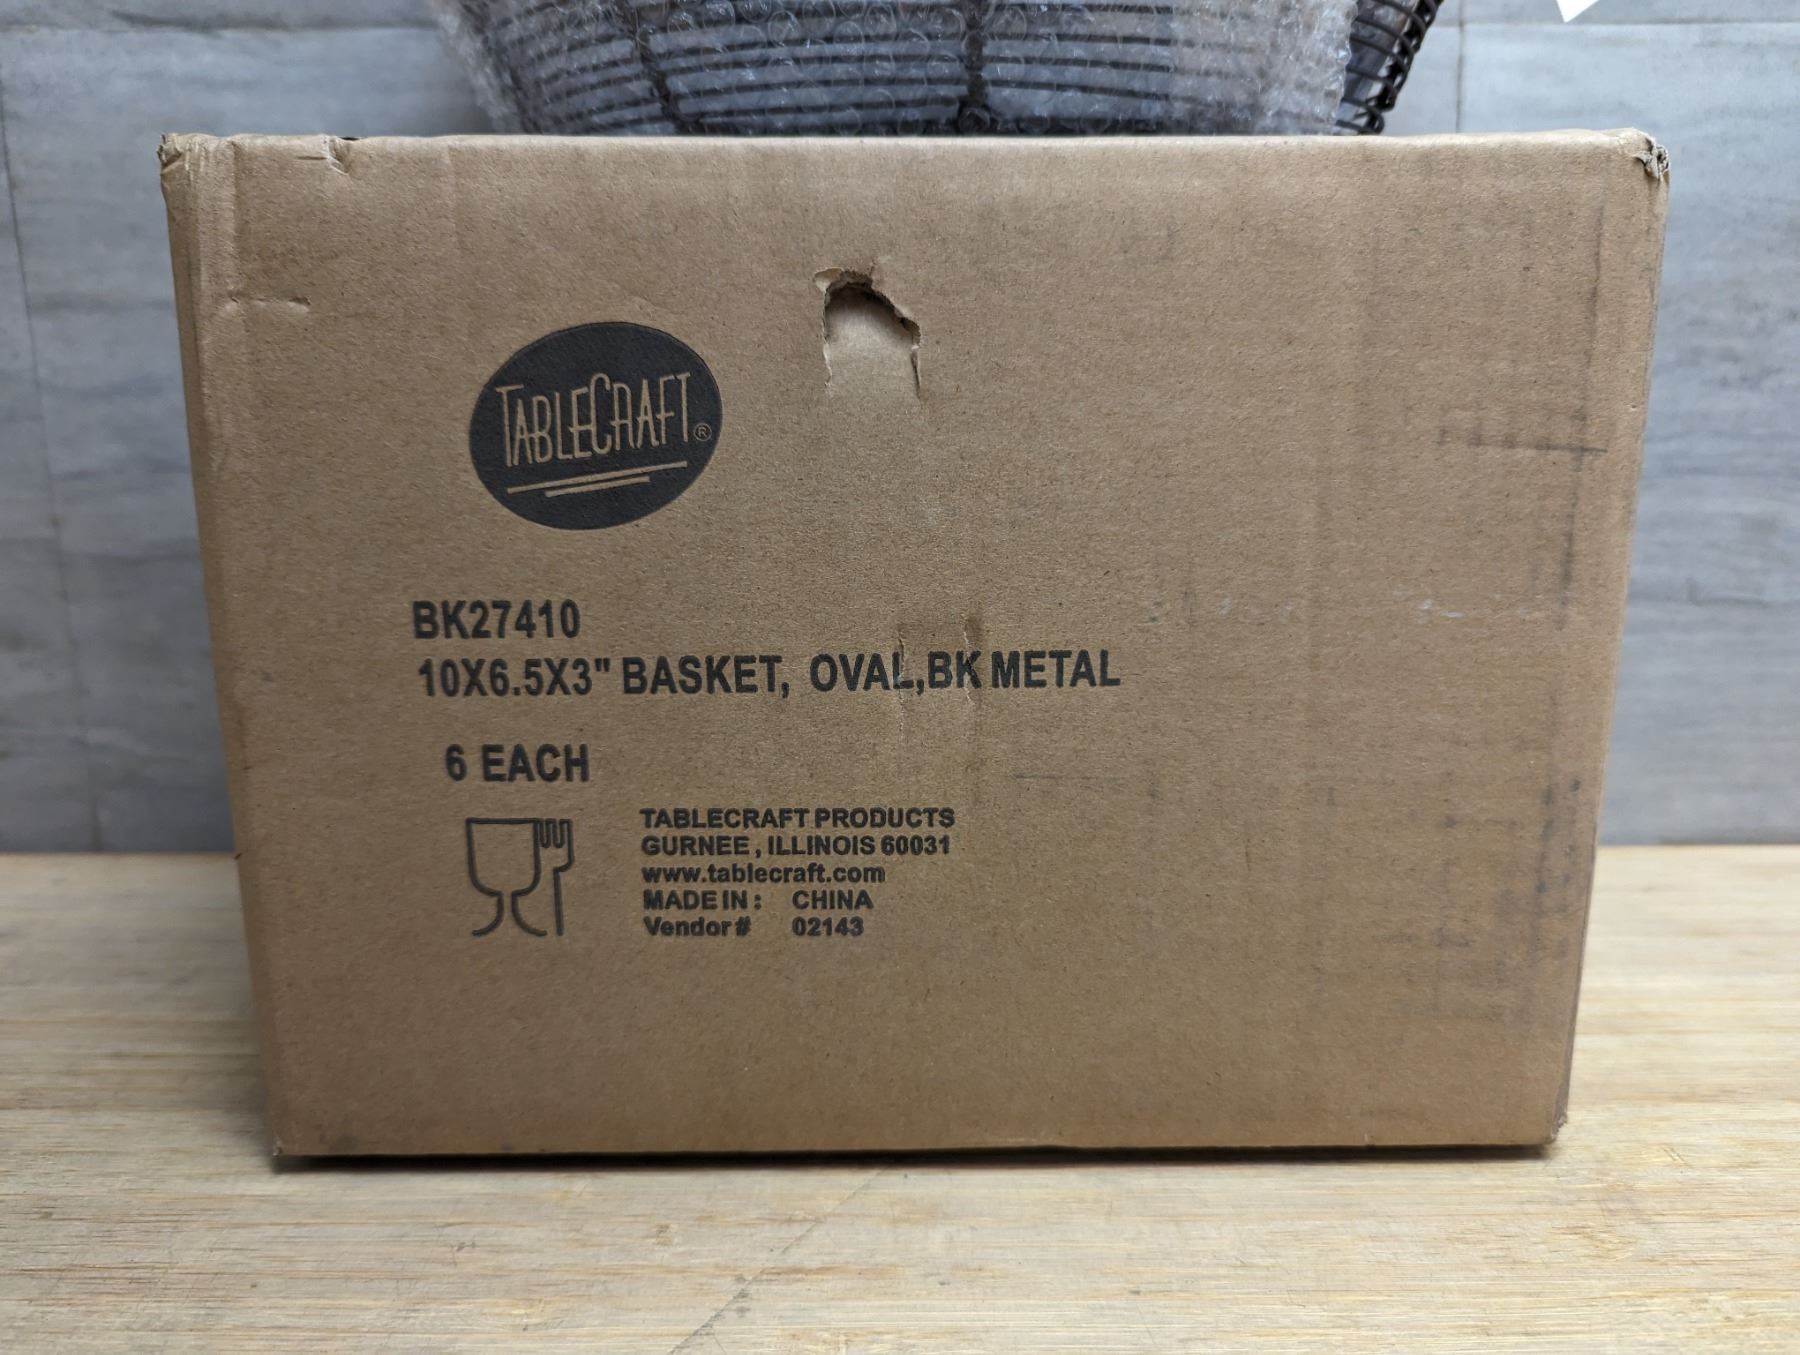 TABLECRAFT®
BK27410
10X6.5X3" BASKET, OVAL,BK METAL
6 EACH
TABLECRAFT PRODUCTS
GURNEE, ILLINOIS 60031
www.tablecraft.com
MADE IN: CHINA
Vendor# 02143